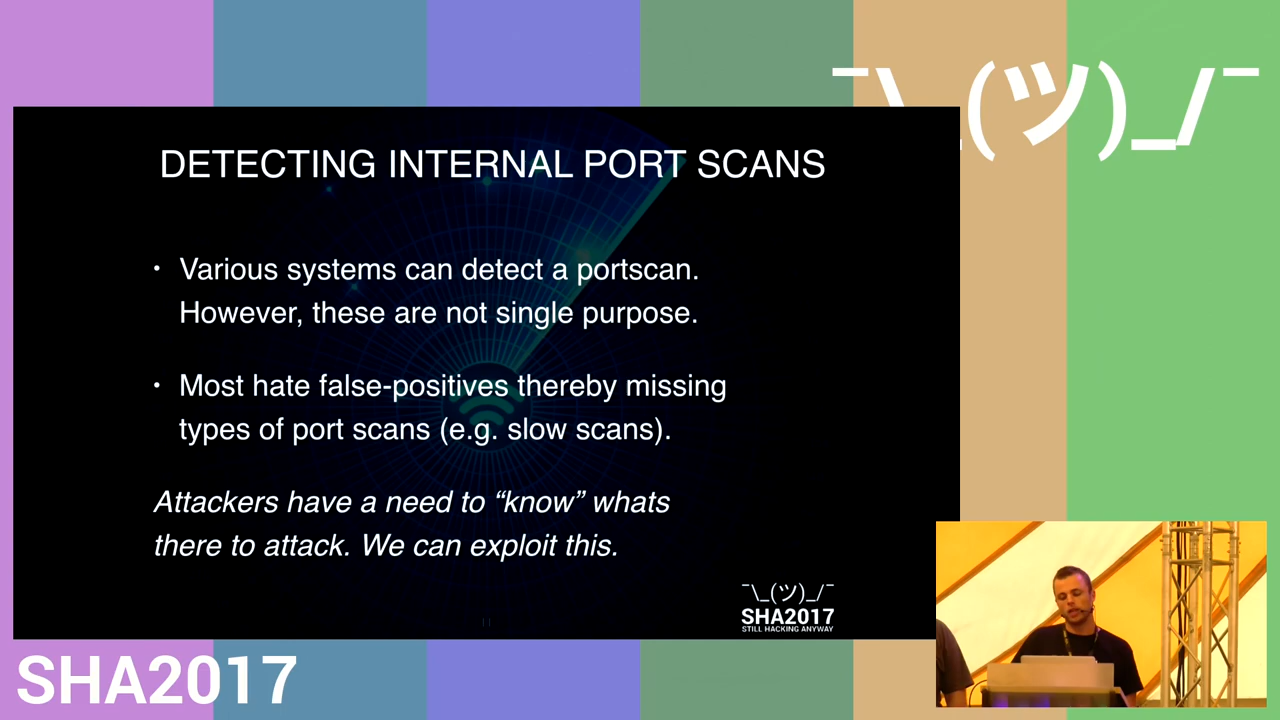 ¯\_(ツ)_/¯
DETECTING INTERNAL PORT SCANS
• Various systems can detect a portscan.
However, these are not single purpose.
• Most hate false-positives thereby missing
types of port scans (e.g. slow scans).
Attackers have a need to “know” whats
there to attack. We can exploit this.
¯\_(ツ)_/¯
SHA2017
STILL HACKING ANYWAY
SHA2017